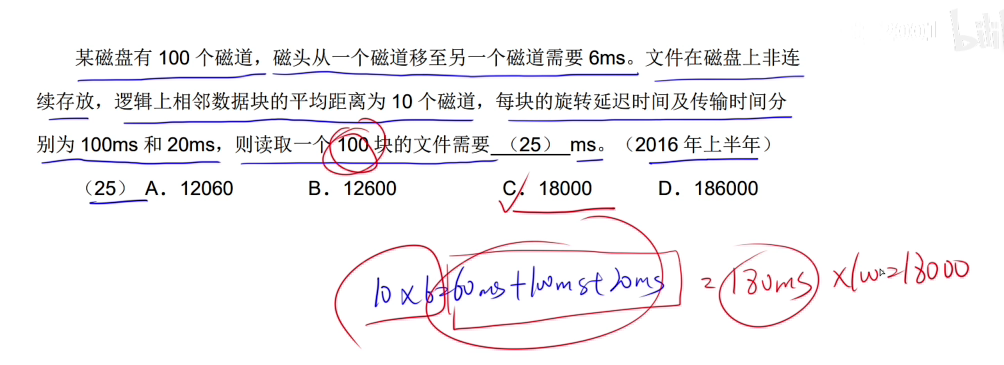 某磁盘有 100 个磁道，磁头从一个磁道移至另一个磁道需要 6ms。文件在磁盘上非连
续存放，逻辑上相邻数据块的平均距离为 10 个磁道，每块的旋转延迟时间及传输时间分
别为 100ms 和 20ms，则读取一个 100 块的文件需要 （25） ms。（2016 年上半年）
（25） A．12060 B．12600 C．18000 D．186000
10×6=60ms+100ms+20ms = 180ms ×100=18000